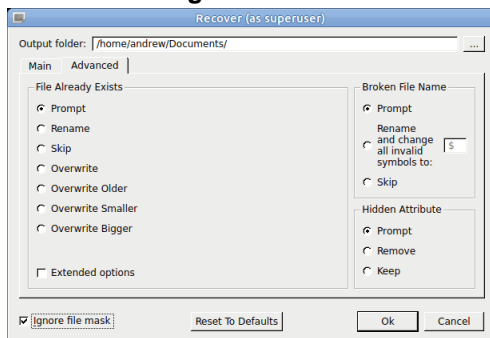 Recover (as superuser)
Output folder: /home/andrew/Documents/ ...
Main Advanced
File Already Exists
Prompt
Rename
Skip
Overwrite
Overwrite Older
Overwrite Smaller
Overwrite Bigger
Extended options
Broken File Name
Prompt
Rename
and change
all invalid
symbols to:
$
Skip
Hidden Attribute
Prompt
Remove
Keep
Ignore file mask Reset To Defaults Ok Cancel